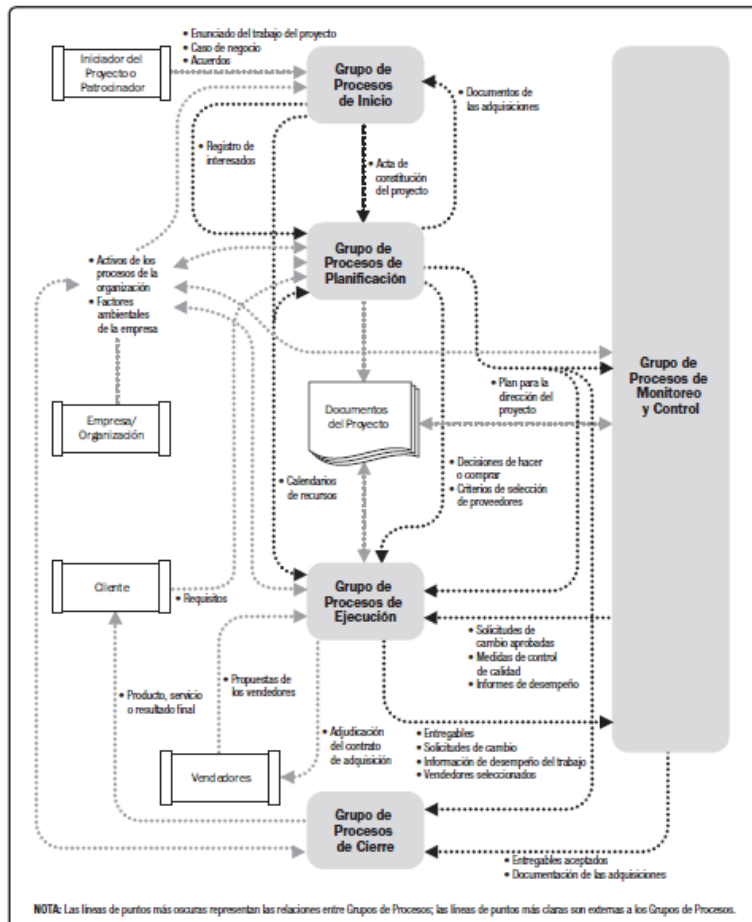 • Enunciado del trabajo del proyecto
• Caso de negocio
• Acuerdos
Iniciador del
Proyecto o
Patrocinador
Grupo de
Procesos
de Inicio
• Documentos de
las adquisiciones
• Registro de
interesados
• Acta de
constitución
del proyecto
Grupo de
Procesos de
Planificación
• Activos de los
procesos de la
organización
• Factores
ambientales
de la empresa
Grupo de
Procesos de
Monitoreo
y Control
• Plan para la
dirección del
proyecto
Empresa/
Organización
Documentos
del Proyecto
• Calendarios
de recursos
• Decisiones de hacer
o comprar
• Criterios de selección
de proveedores
Cliente
• Requisitos
Grupo de
Procesos de
Ejecución
• Solicitudes de
cambio aprobadas
• Medidas de control
de calidad
• Informes de desempeño
• Propuestas de
los vendedores
• Producto, servicio
o resultado final
• Adjudicación
del contrato
de adquisición
• Entregables
• Solicitudes de cambio
• Información de desempeño del trabajo
• Vendedores seleccionados
Vendedores
Grupo de
Procesos
de Cierre
• Entregables aceptados
• Documentación de las adquisiciones
NOTA: Las líneas de puntos más oscuras representan las relaciones entre Grupos de Procesos; las líneas de puntos más claras son externas a los Grupos de Procesos.